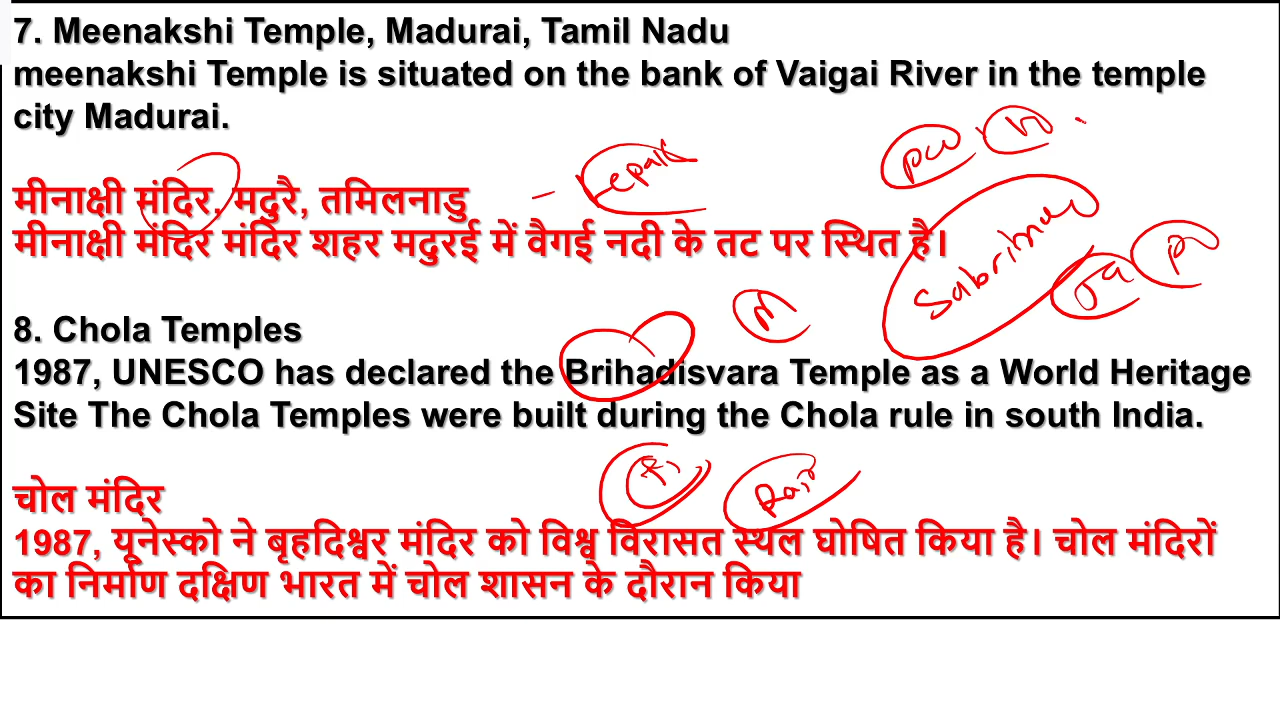 7. Meenakshi Temple, Madurai, Tamil Nadu
meenakshi Temple is situated on the bank of Vaigai River in the temple
city Madurai.
मीनाक्षी मंदिर, मदुरै, तमिलनाडु
मीनाक्षी मंदिर मंदिर शहर मदुरई में वैगई नदी के तट पर स्थित है।
8. Chola Temples
1987, UNESCO has declared the Brihadisvara Temple as a World Heritage
Site The Chola Temples were built during the Chola rule in south India.
चोल मंदिर
1987, यूनेस्को ने बृहदिश्वर मंदिर को विश्व विरासत स्थल घोषित किया है। चोल मंदिरों
का निर्माण दक्षिण भारत में चोल शासन के दौरान किया